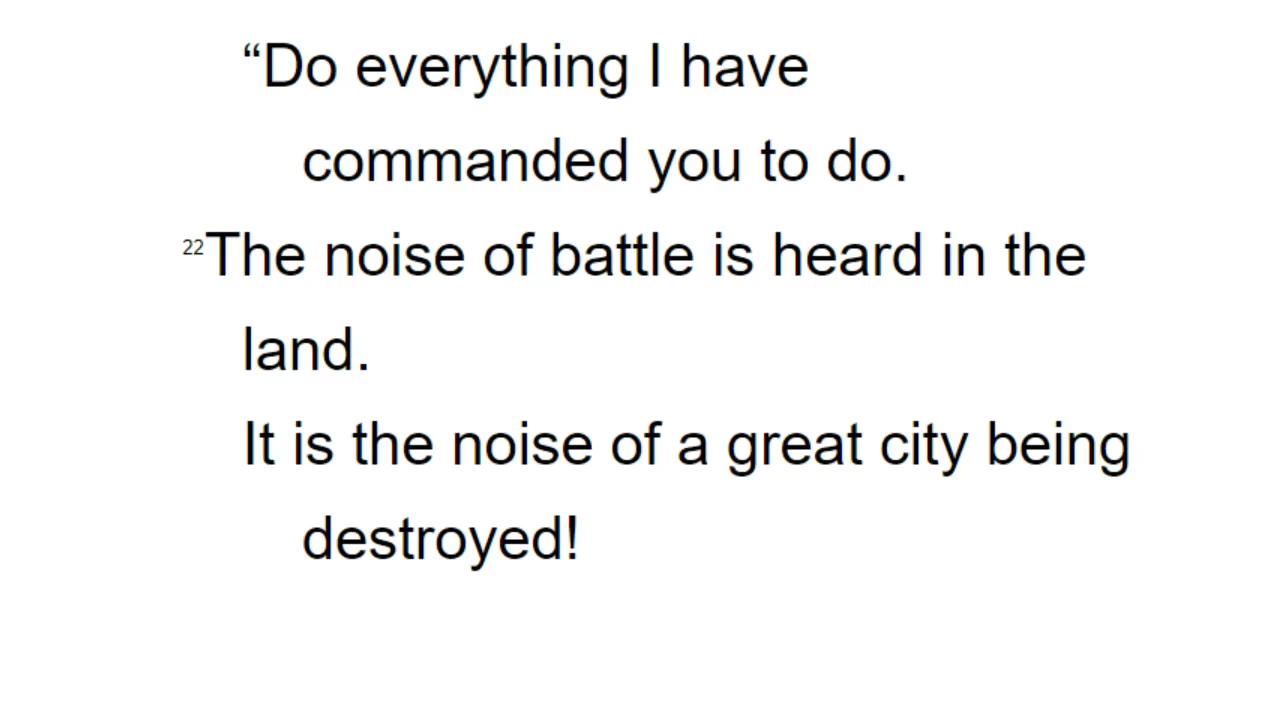 “Do everything I have
commanded you to do.
22The noise of battle is heard in the
land.
It is the noise of a great city being
destroyed!